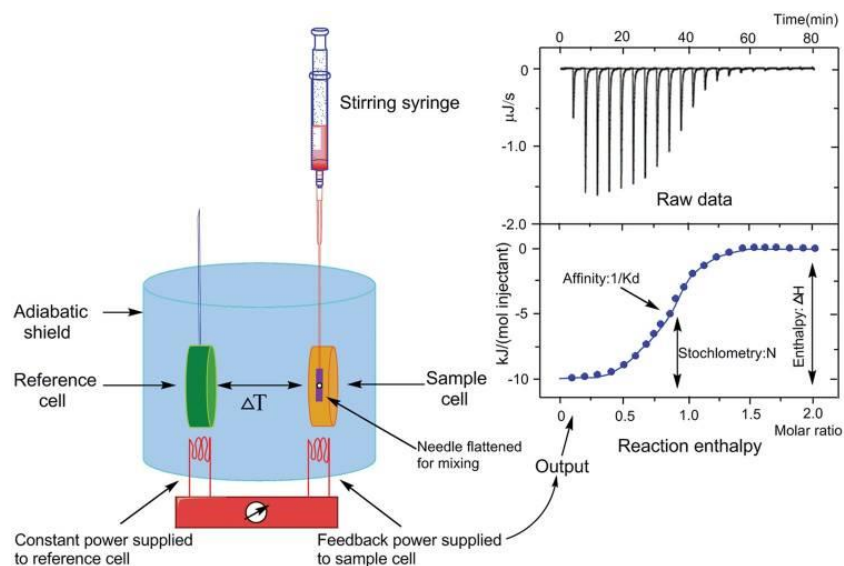 Stirring syringe
Adiabatic
shield
Reference
cell
ΔT
Sample
cell
Needle flattened
for mixing
Constant power supplied
to reference cell
Feedback power supplied
to sample cell
Output
Time(min)
0 20 40 60 80
0
-1.0
-2.0
µJ/s
Raw data
0
-5
-10
kJ/(mol injectant)
Affinity:1/Kd
Stochlometry:N
Enthalpy: ΔH
0 0.5 1.0 1.5 2.0
Molar ratio
Reaction enthalpy